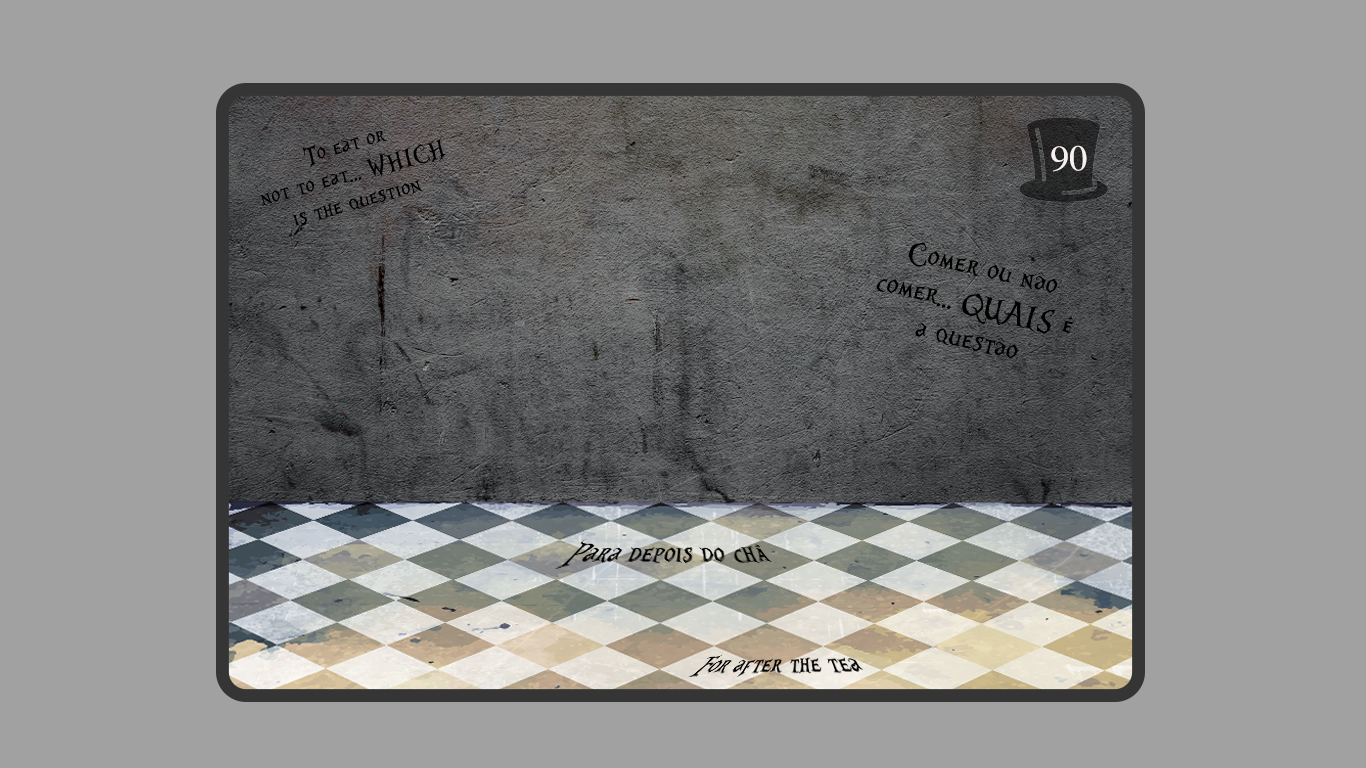 To eat or
not to eat... WHICH
is the question
90
Comer ou não
comer... QUAIS é
a questão
Para depois do chá
For after the tea